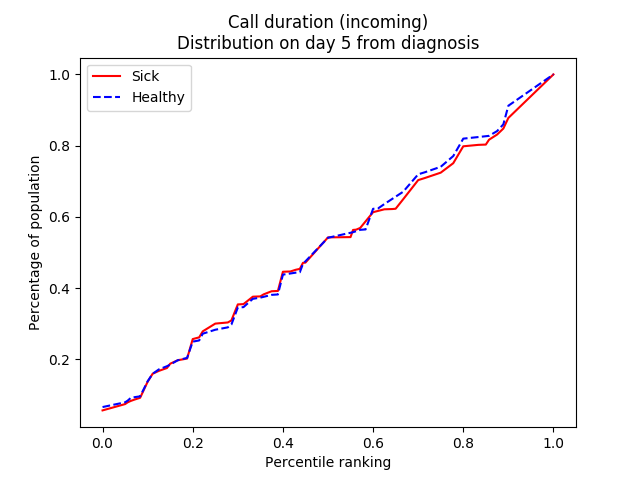 Call duration (incoming)
Distribution on day 5 from diagnosis
Sick
Healthy
Percentage of population
1.0
0.8
0.6
0.4
0.2
0.0 0.2 0.4 0.6 0.8 1.0
Percentile ranking